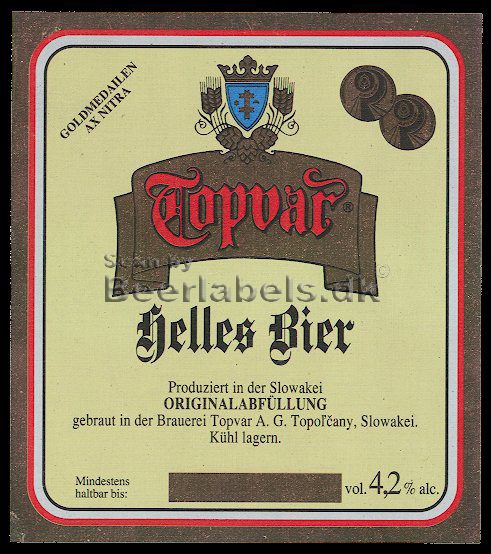 GOLDMEDAILEN
AX NITRA
Topvar®
Scan by
Beerlabels.dk©
Helles Bier
Produziert in der Slowakei
ORIGINALABFÜLLUNG
gebraut in der Brauerei Topvar A. G. Topoľčany, Slowakei.
Kühl lagern.
Mindestens
haltbar bis:
vol. 4,2 % alc.